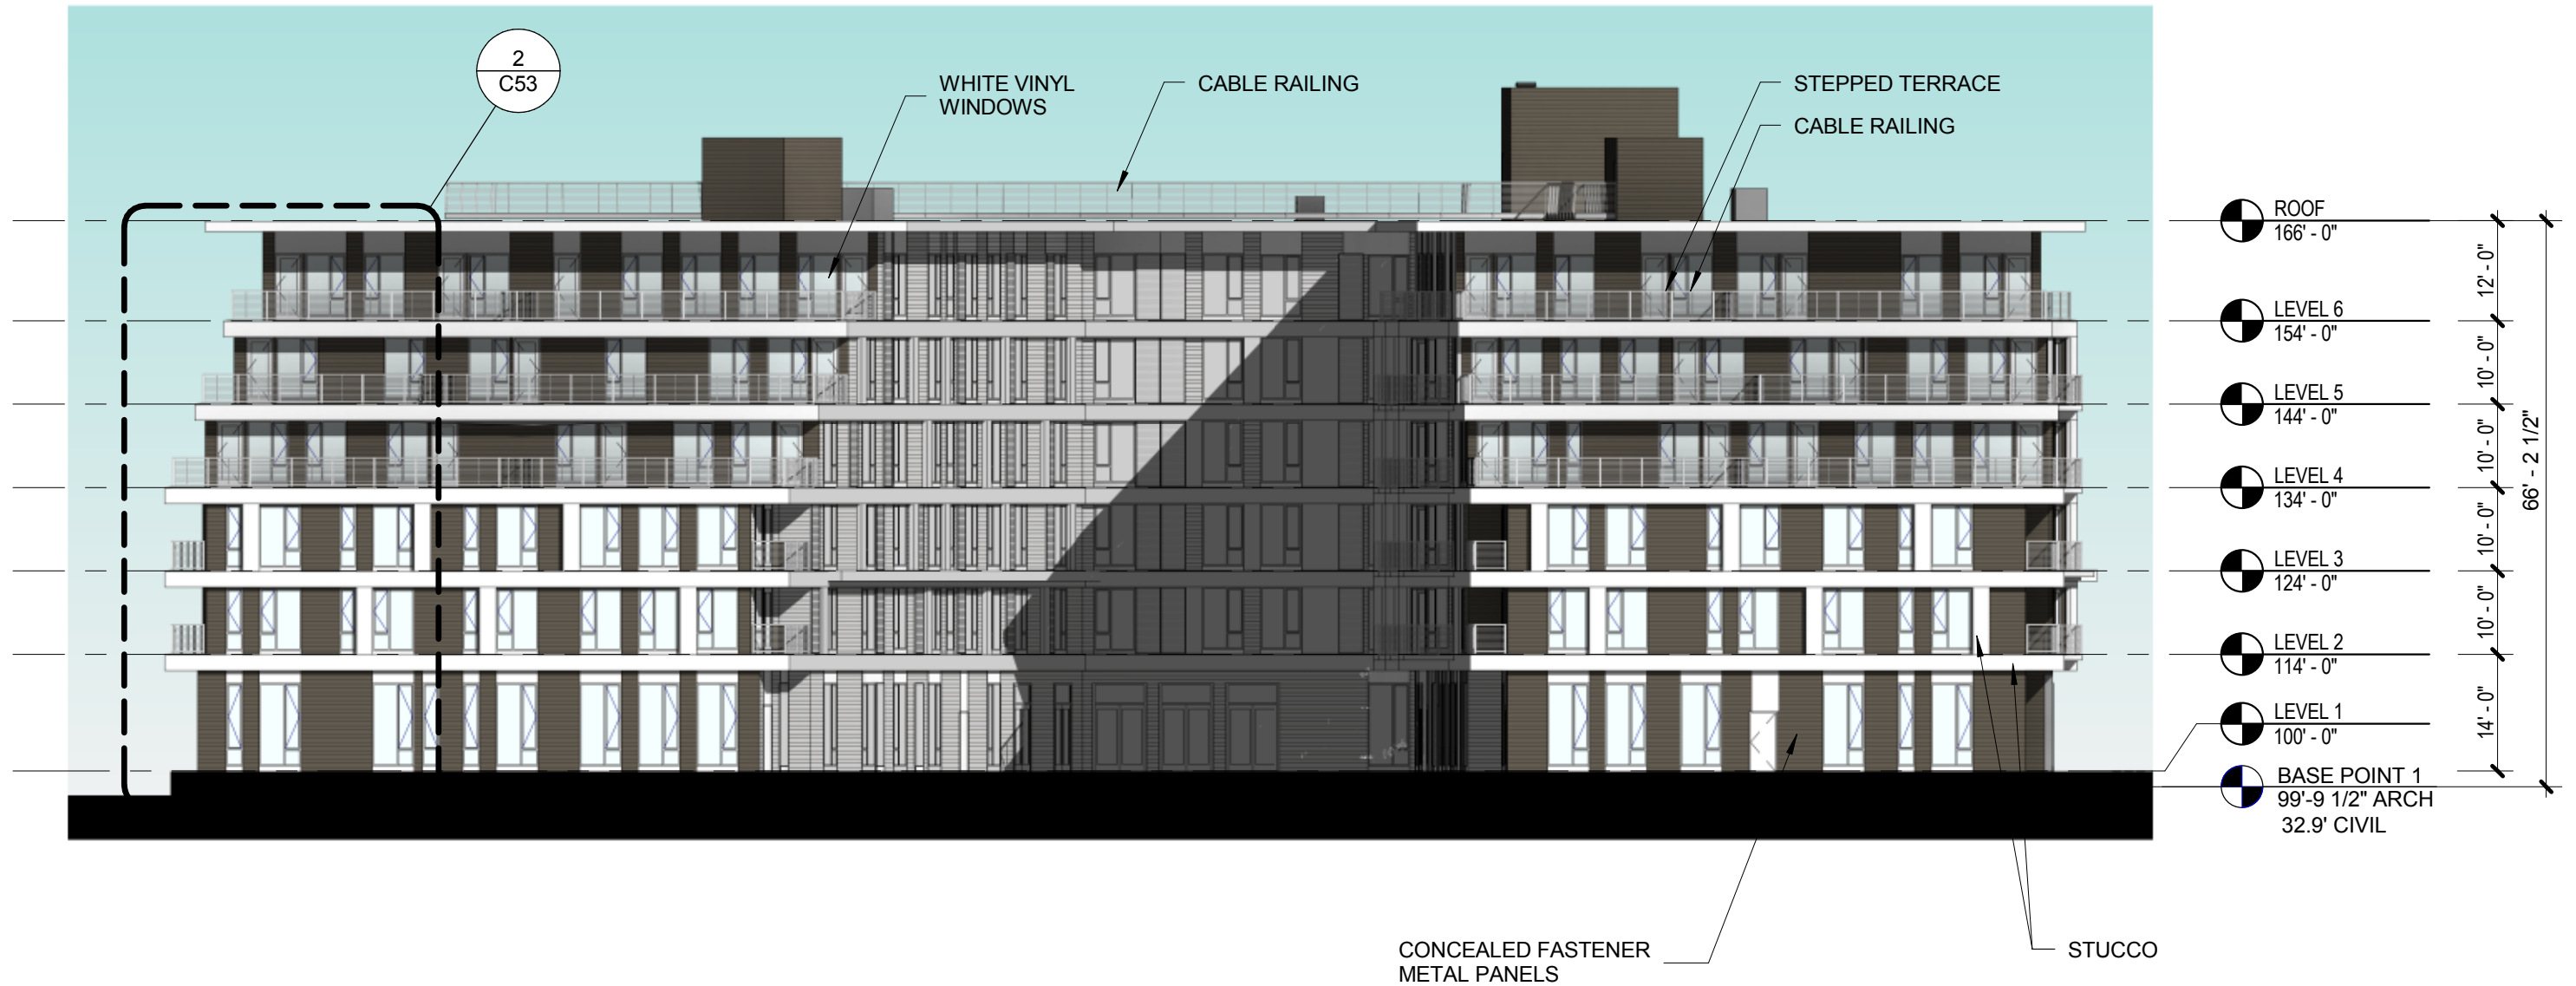 2
C53
WHITE VINYL
WINDOWS
CABLE RAILING
STEPPED TERRACE
CABLE RAILING
ROOF
166' - 0"
LEVEL 6
154' - 0"
LEVEL 5
144' - 0"
LEVEL 4
134' - 0"
LEVEL 3
124' - 0"
LEVEL 2
114' - 0"
LEVEL 1
100' - 0"
BASE POINT 1
99'-9 1/2" ARCH
32.9' CIVIL
12' - 0"
10' - 0"
10' - 0"
10' - 0"
10' - 0"
14' - 0"
66' - 2 1/2"
CONCEALED FASTENER
METAL PANELS
STUCCO